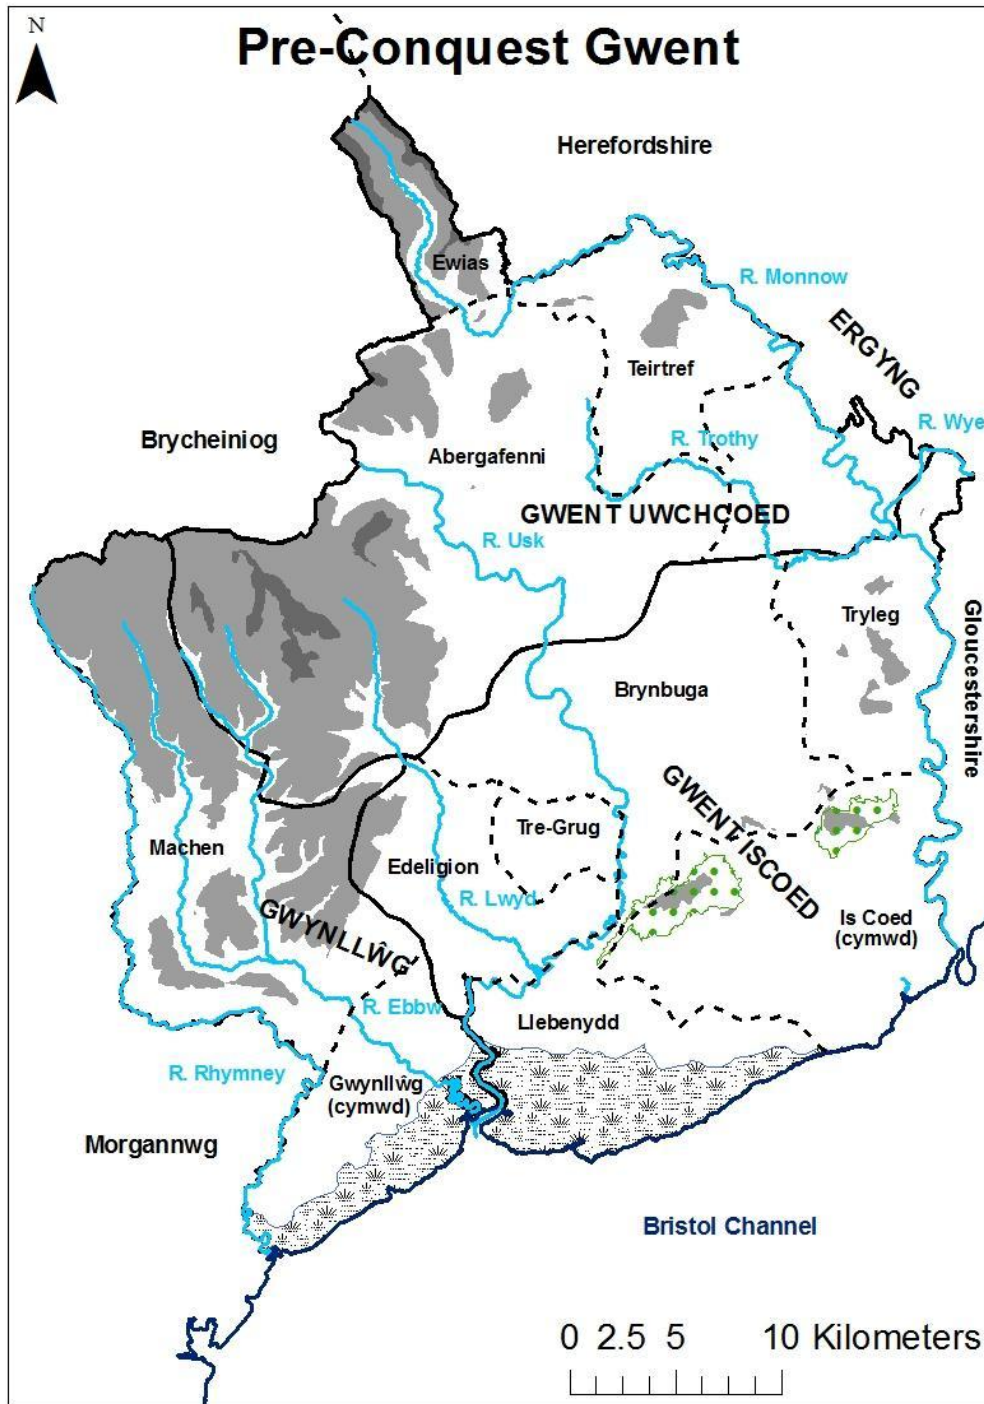 N
Pre-Conquest Gwent
Herefordshire
Ewias
R. Monnow
ERGYNG
Teirtref
R. Wye
Brycheiniog
Abergafenni
R. Trothy
GWENT UWCHCOED
R. Usk
Tryleg
Gloucestershire
Brynbuga
GWENT ISCOED
Tre-Grug
Machen
Edeligion
R. Lwyd
GWYNLLŴG
Is Coed
(cymwd)
R. Ebbw
Llebenydd
R. Rhymney
Gwynllŵg
(cymwd)
Morgannwg
Bristol Channel
0 2.5 5 10 Kilometers